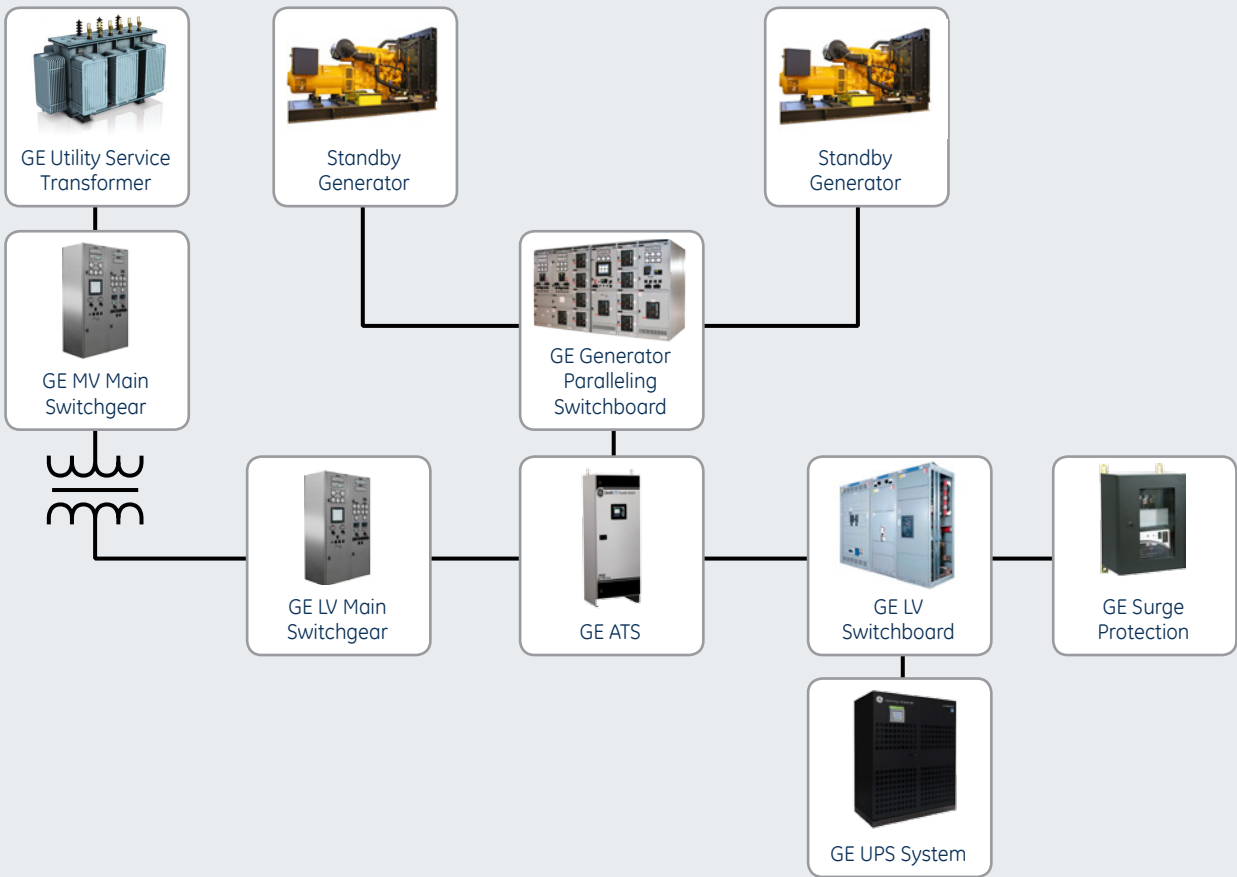 GE Utility Service
Transformer
Standby
Generator
Standby
Generator
GE MV Main
Switchgear
GE Generator
Paralleling
Switchboard
GE LV Main
Switchgear
GE ATS
GE LV
Switchboard
GE Surge
Protection
GE UPS System